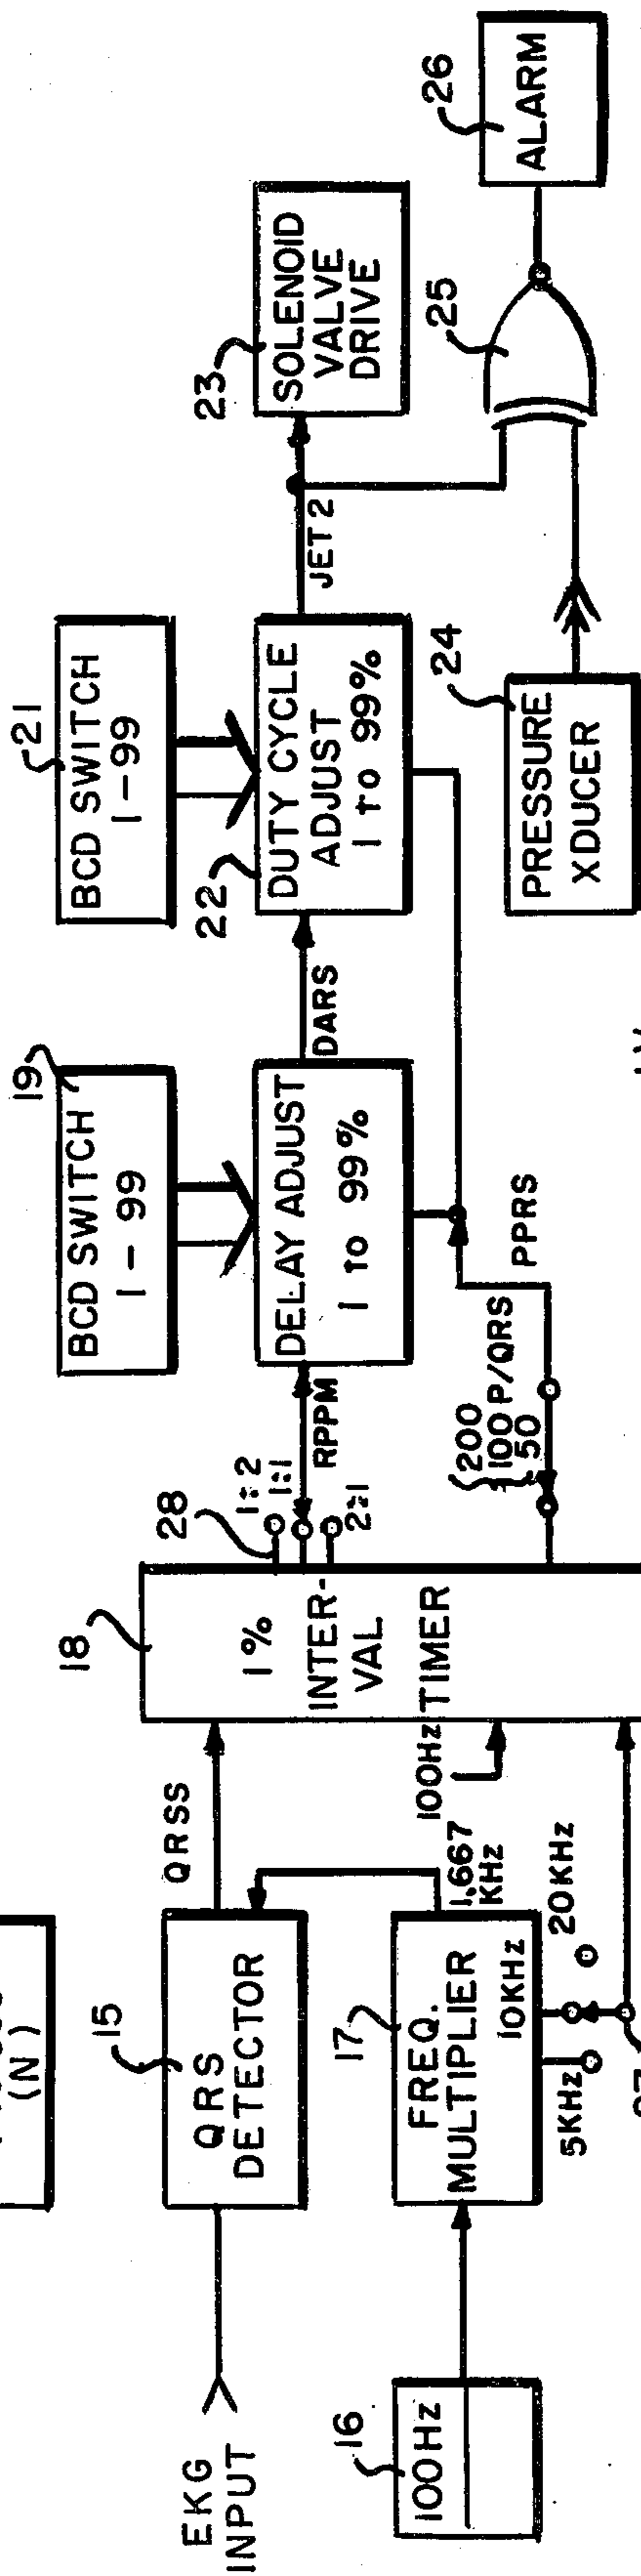 (N)
EKG
INPUT
15
QRS
DETECTOR
QRSS
16
100HZ
17
FREQ.
MULTIPLIER
10KHZ
1.667
KHZ
5KHZ
20KHZ
100HZ
18
1%
INTER-
VAL
TIMER
28
1:2
1:1
2:1
RPPM
200
100 P/QRS
50
PPRS
19
BCD SWITCH
1-99
DELAY ADJUST
1 TO 99%
DARS
21
BCD SWITCH
1-99
22
DUTY CYCLE
ADJUST
1 TO 99%
JET 2
23
SOLENOID
VALVE
DRIVE
24
PRESSURE
XDUCER
25
26
ALARM